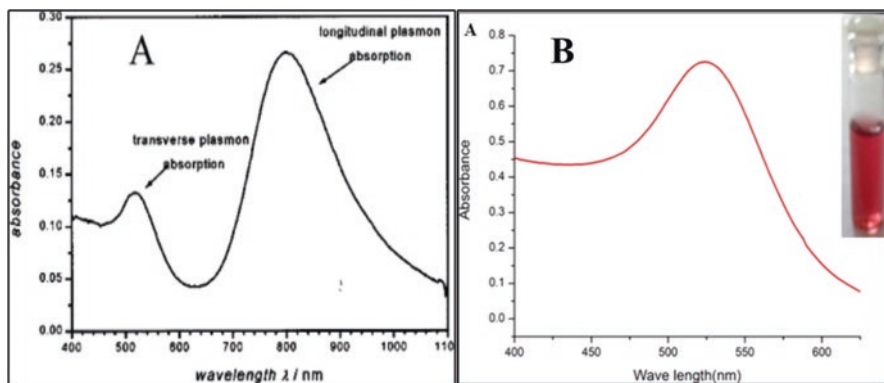 A
longitudinal plasmon
absorption
transverse plasmon
absorption
absorbance
0.30
0.25
0.20
0.15
0.10
0.05
0.00
400 500 600 700 800 900 1000 110
wavelength λ / nm
A
B
Absorbance
0.8
0.7
0.6
0.5
0.4
0.3
0.2
0.1
0.0
400 450 500 550 600
Wave length(nm)